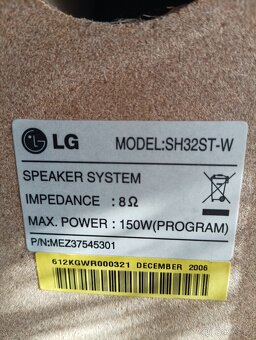 LG MODEL:SH32ST-W
SPEAKER SYSTEM
IMPEDANCE : 8Ω
MAX. POWER : 150W(PROGRAM)
P/N:MEZ37545301
612KGWR000321 DECEMBER 2006